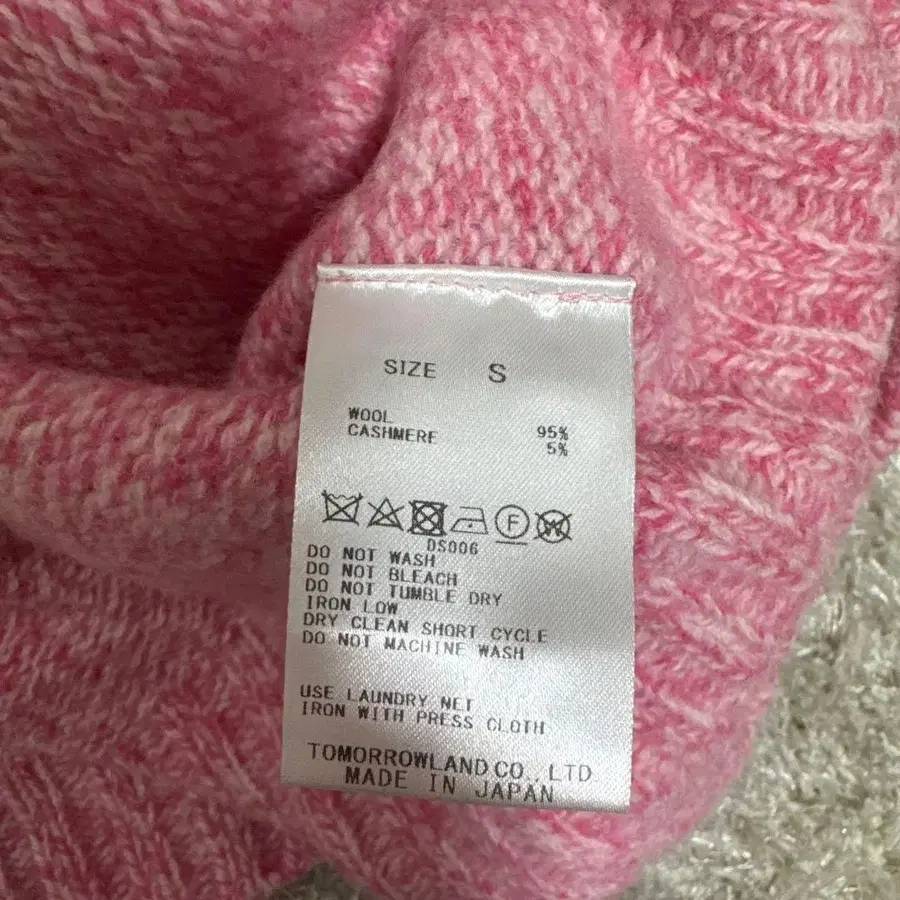 SIZE S
WOOL 95%
CASHMERE 5%
F W
DS006
DO NOT WASH
DO NOT BLEACH
DO NOT TUMBLE DRY
IRON LOW
DRY CLEAN SHORT CYCLE
DO NOT MACHINE WASH
USE LAUNDRY NET
IRON WITH PRESS CLOTH
TOMORROWLAND CO., LTD
MADE IN JAPAN